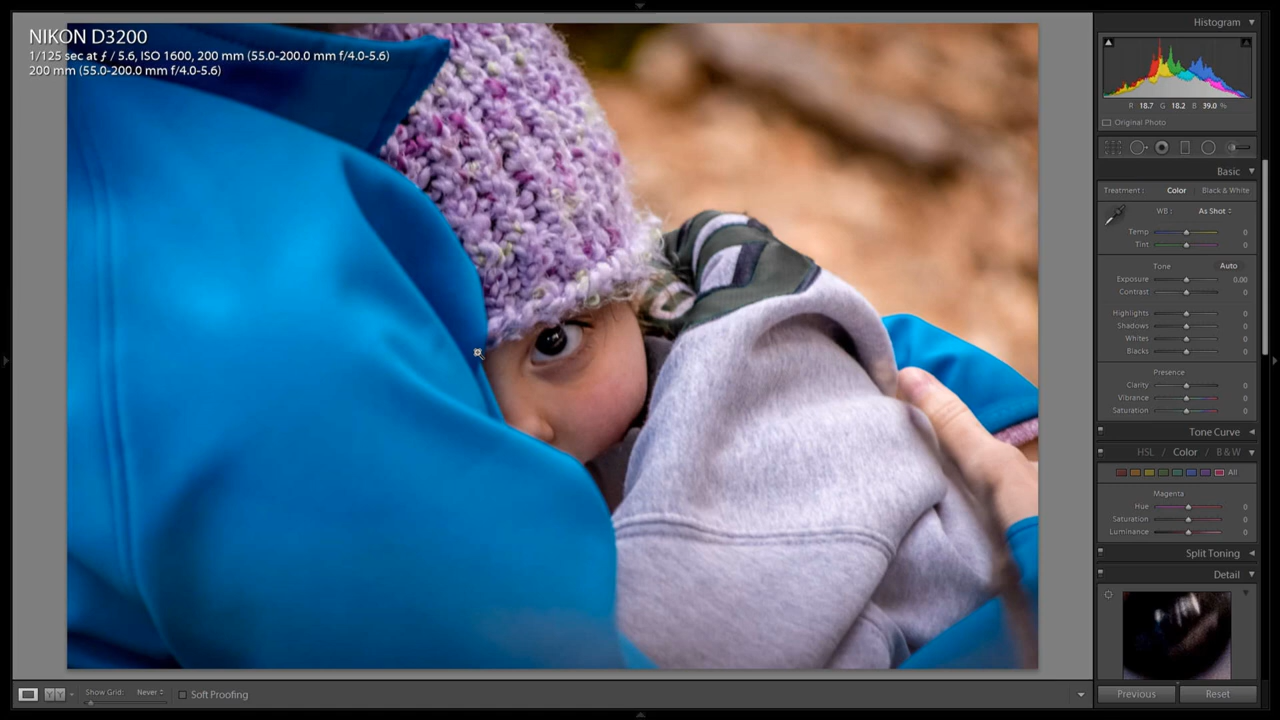 NIKON D3200
1/125 sec at ƒ / 5.6, ISO 1600, 200 mm (55.0-200.0 mm f/4.0-5.6)
200 mm (55.0-200.0 mm f/4.0-5.6)
Histogram
R 18.7 G 18.2 B 39.0 %
Original Photo
Basic
Treatment : Color Black & White
WB : As Shot
Temp 0
Tint 0
Tone Auto
Exposure 0.00
Contrast 0
Highlights 0
Shadows 0
Whites 0
Blacks 0
Presence
Clarity 0
Vibrance 0
Saturation 0
Tone Curve
HSL / Color / B & W
All
Magenta
Hue 0
Saturation 0
Luminance 0
Split Toning
Detail
Y Y Show Grid: Never Soft Proofing
Previous Reset